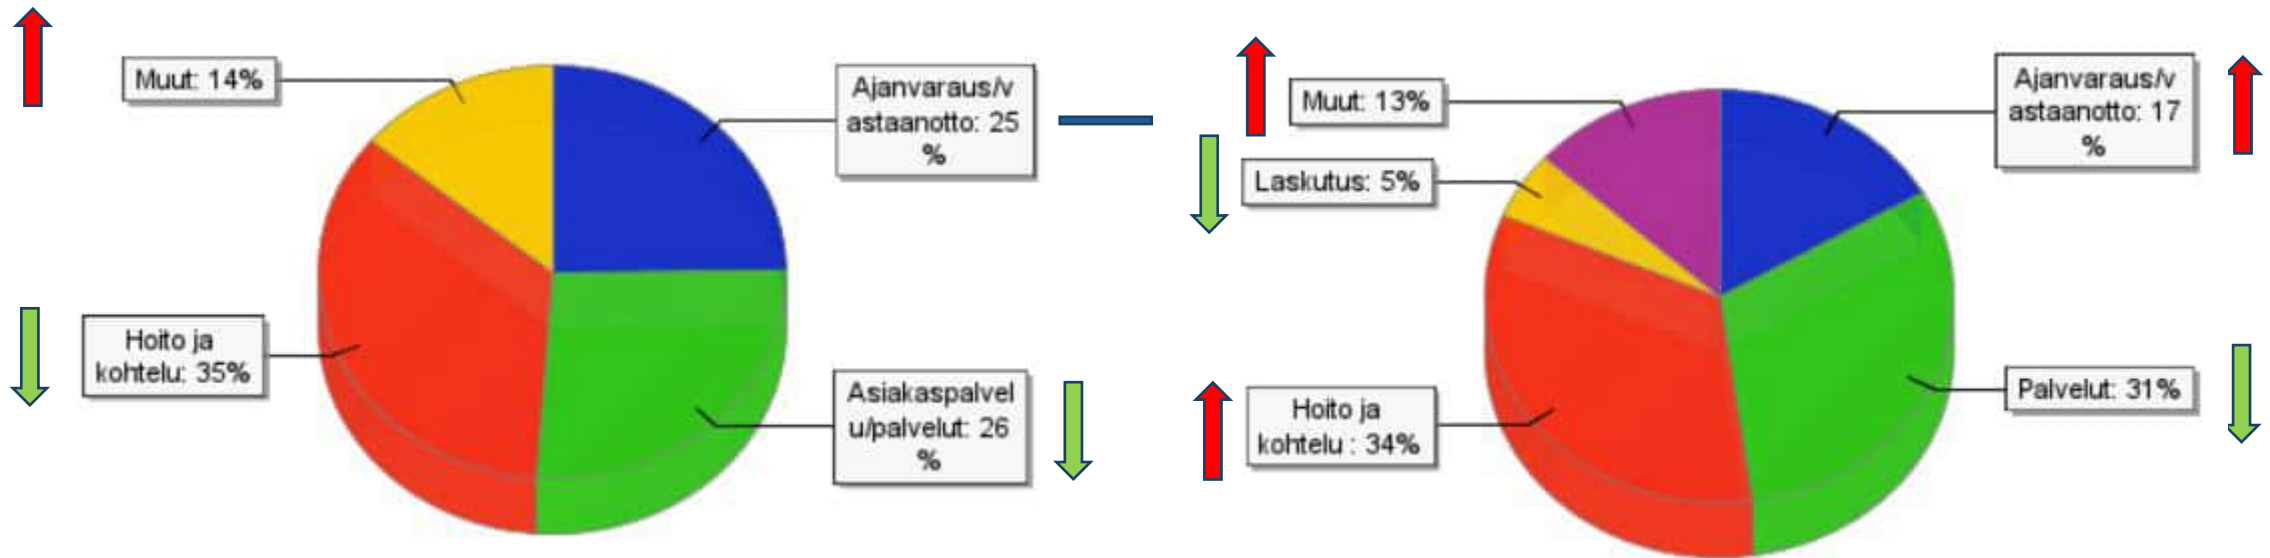 Muut: 14%
Ajanvaraus/v
astaanotto: 25
%
Hoito ja
kohtelu: 35%
Asiakaspalvel
u/palvelut: 26
%
Muut: 13%
Laskutus: 5%
Ajanvaraus/v
astaanotto: 17
%
Hoito ja
kohtelu : 34%
Palvelut: 31%